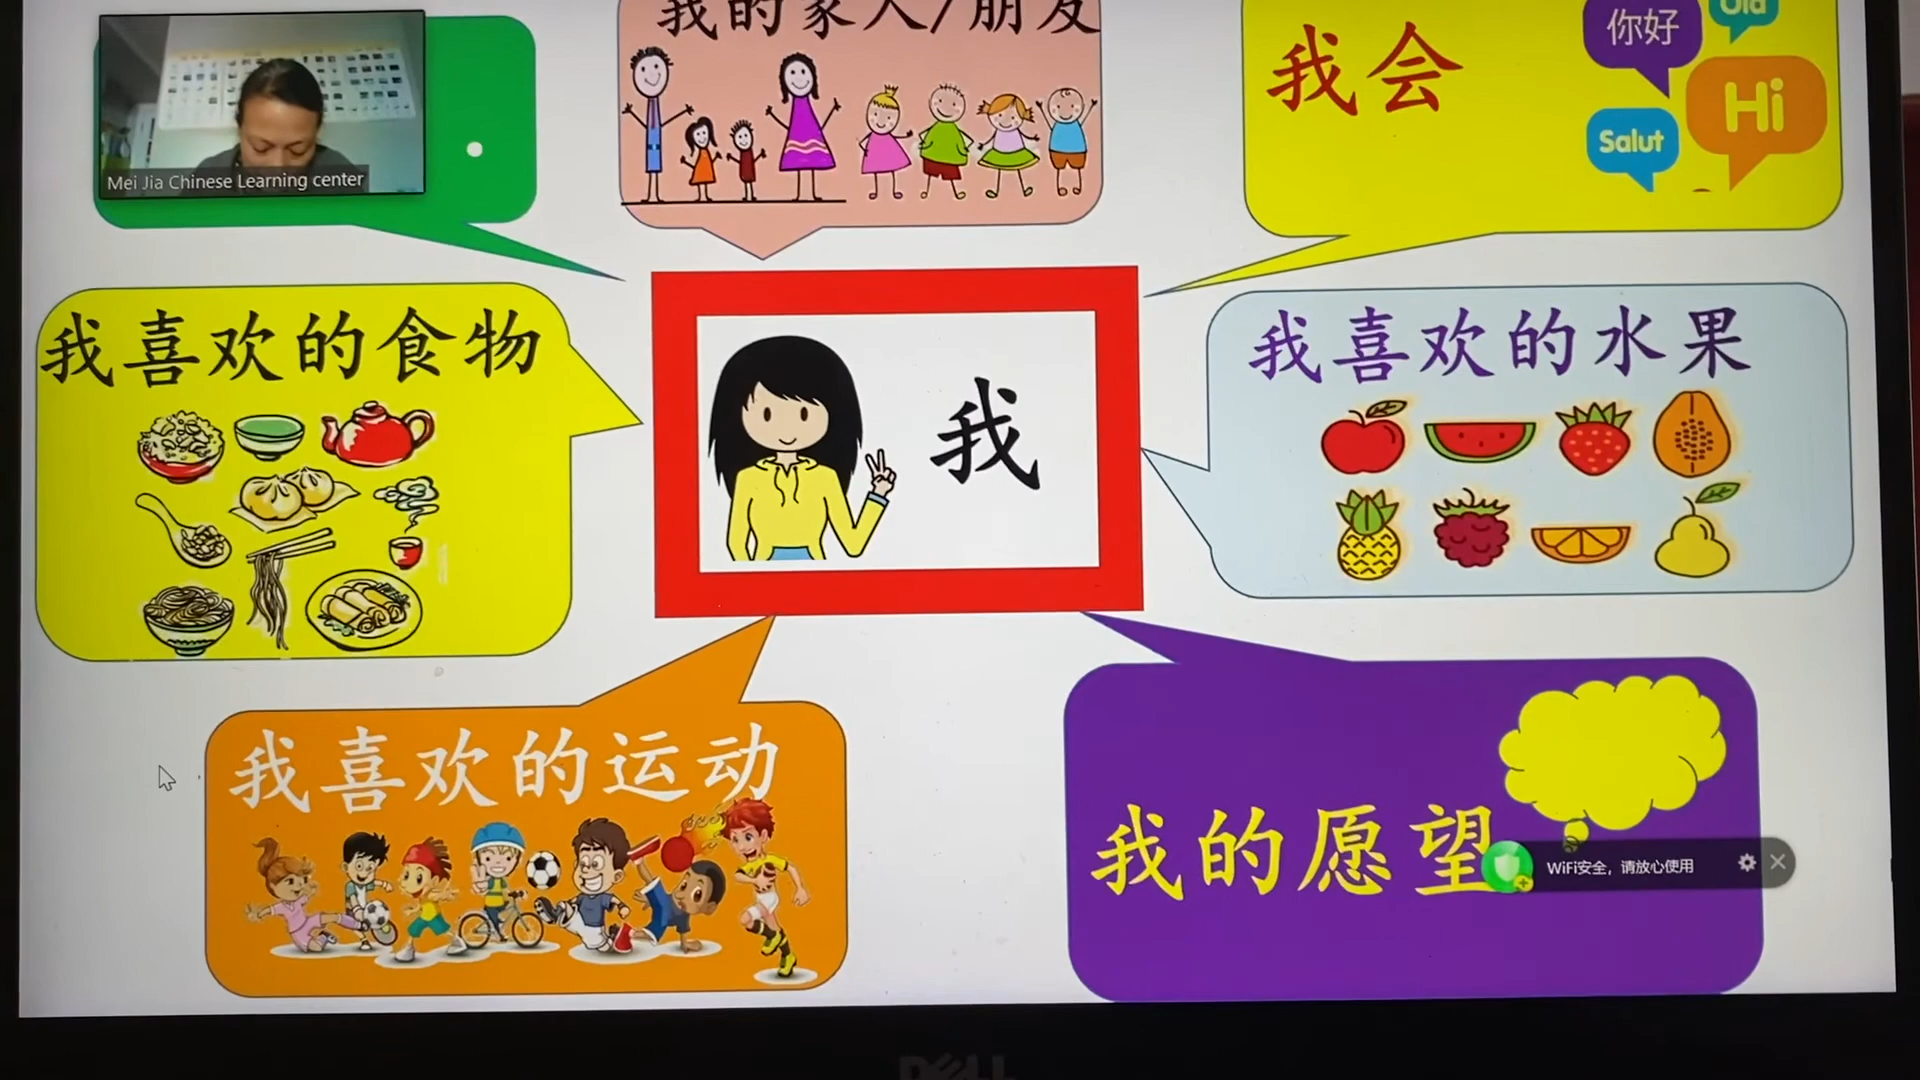 Mei Jia Chinese Learning center
我的家人/朋友
我会
你好
Ola
Hi
Salut
我喜欢的食物
我
我喜欢的水果
我喜欢的运动
我的愿望
WiFi安全，请放心使用
DELL